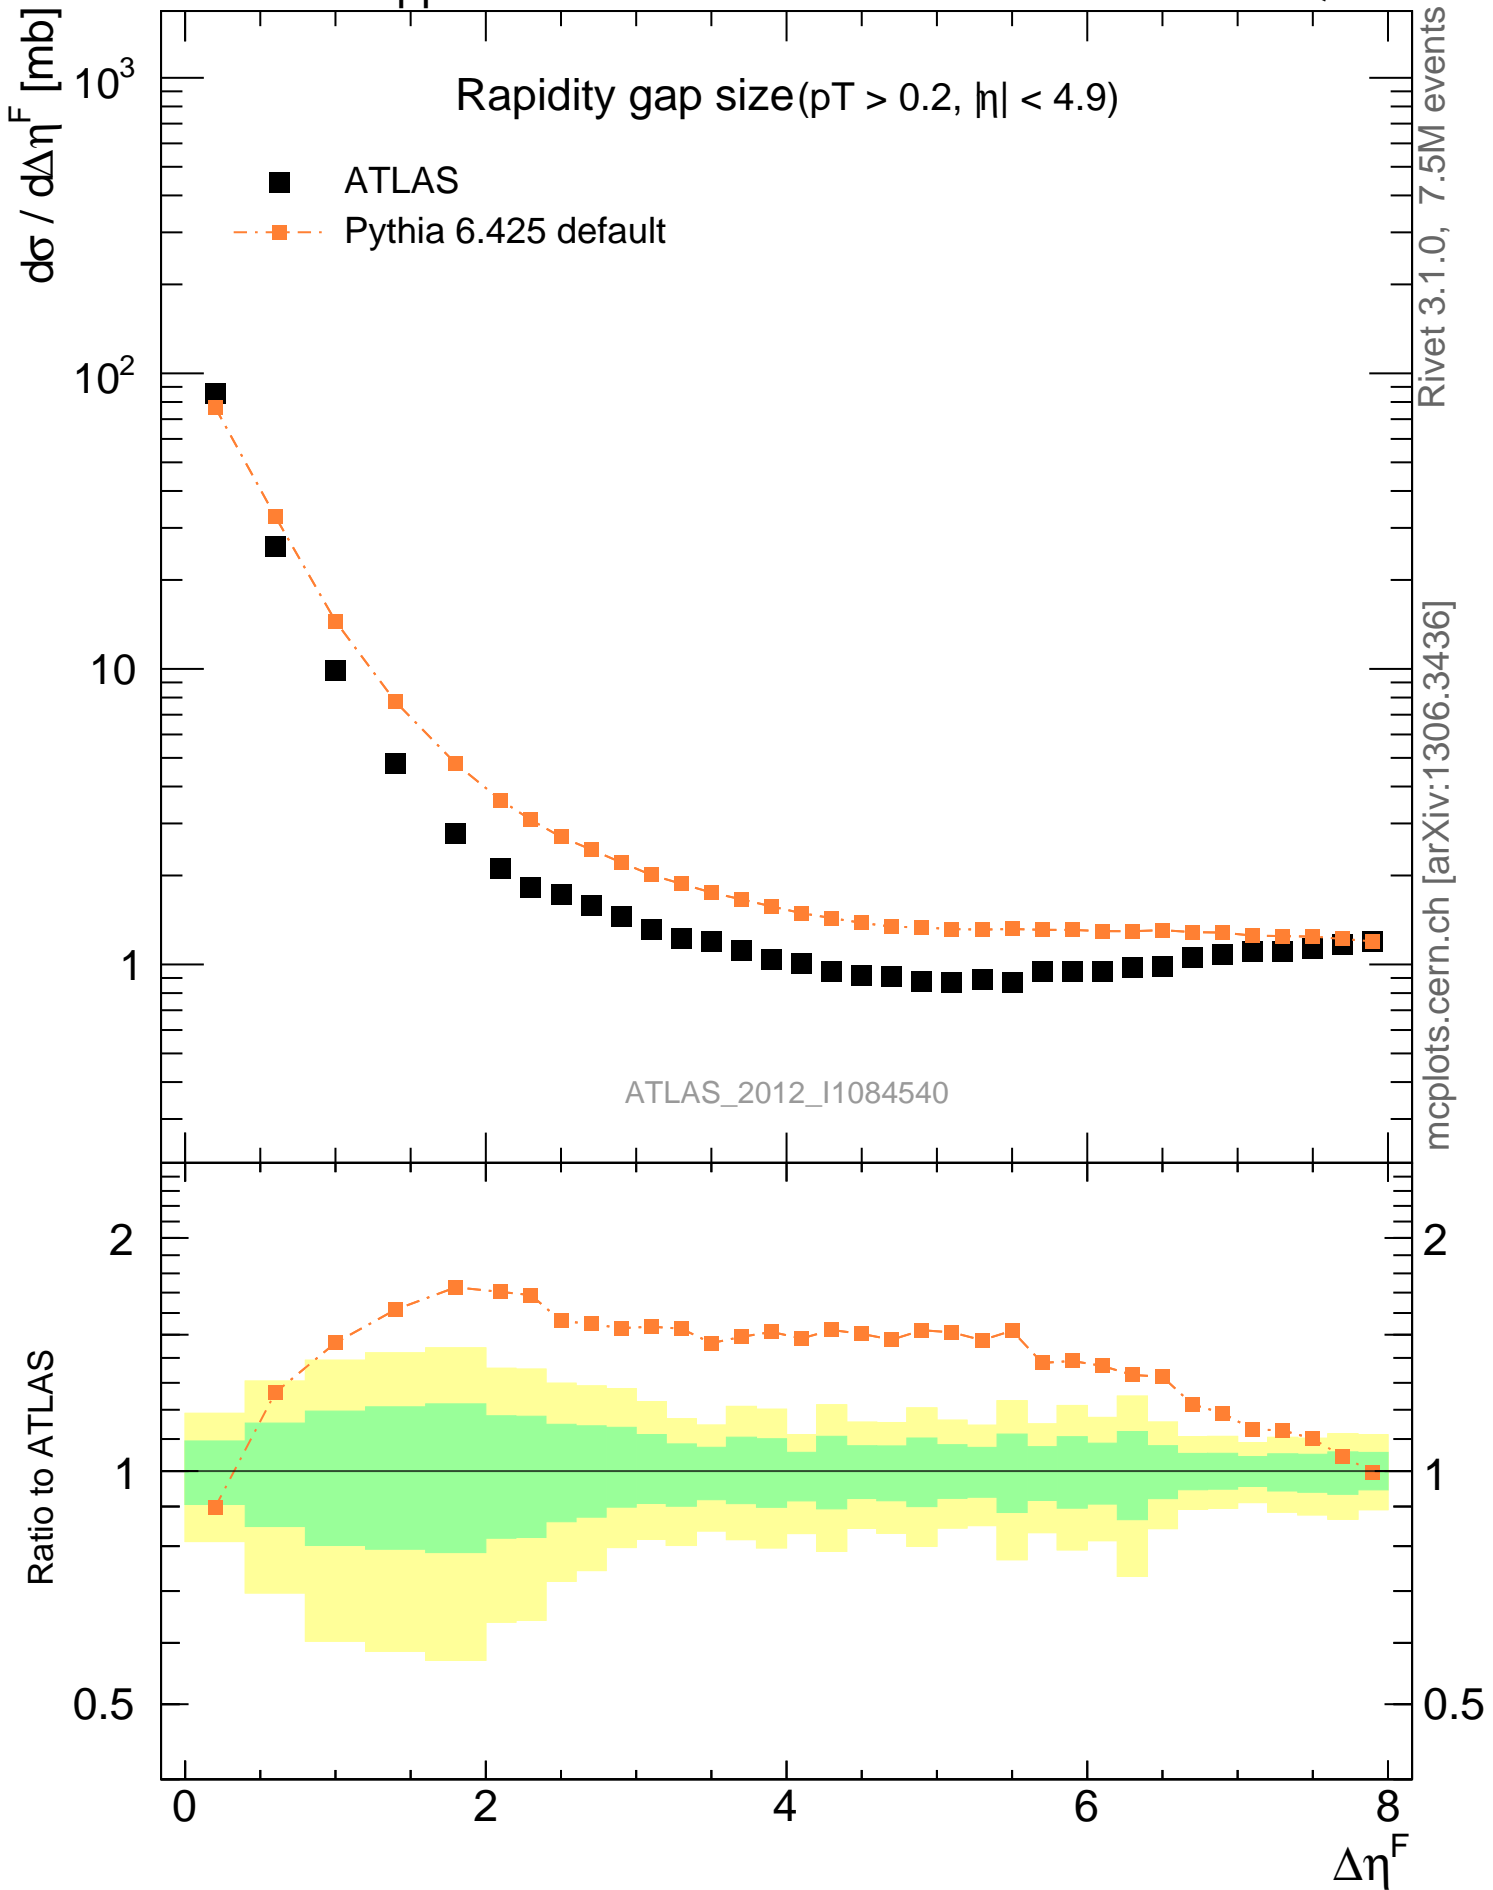 dσ / dΔη^F [mb]
Rapidity gap size (pT > 0.2, |η| < 4.9)
ATLAS
Pythia 6.425 default
10^3
10^2
10
1
ATLAS_2012_I1084540
Rivet 3.1.0, 7.5M events
mcplots.cern.ch [arXiv:1306.3436]
Ratio to ATLAS
2
1
0.5
2
1
0.5
0 2 4 6 8
Δη^F